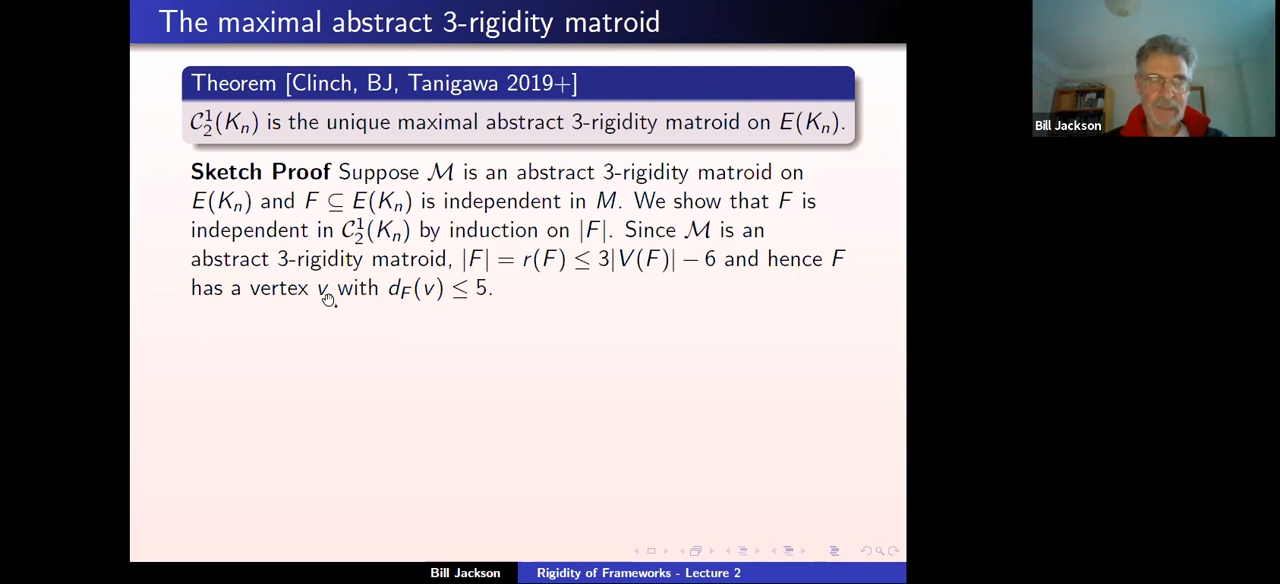 The maximal abstract 3-rigidity matroid
Theorem [Clinch, BJ, Tanigawa 2019+]
𝒞₂¹(Kₙ) is the unique maximal abstract 3-rigidity matroid on E(Kₙ).
Sketch Proof Suppose ℳ is an abstract 3-rigidity matroid on
E(Kₙ) and F ⊆ E(Kₙ) is independent in M. We show that F is
independent in 𝒞₂¹(Kₙ) by induction on |F|. Since ℳ is an
abstract 3-rigidity matroid, |F| = r(F) ≤ 3|V(F)| − 6 and hence F
has a vertex v with d_F(v) ≤ 5.
Bill Jackson
Bill Jackson Rigidity of Frameworks - Lecture 2